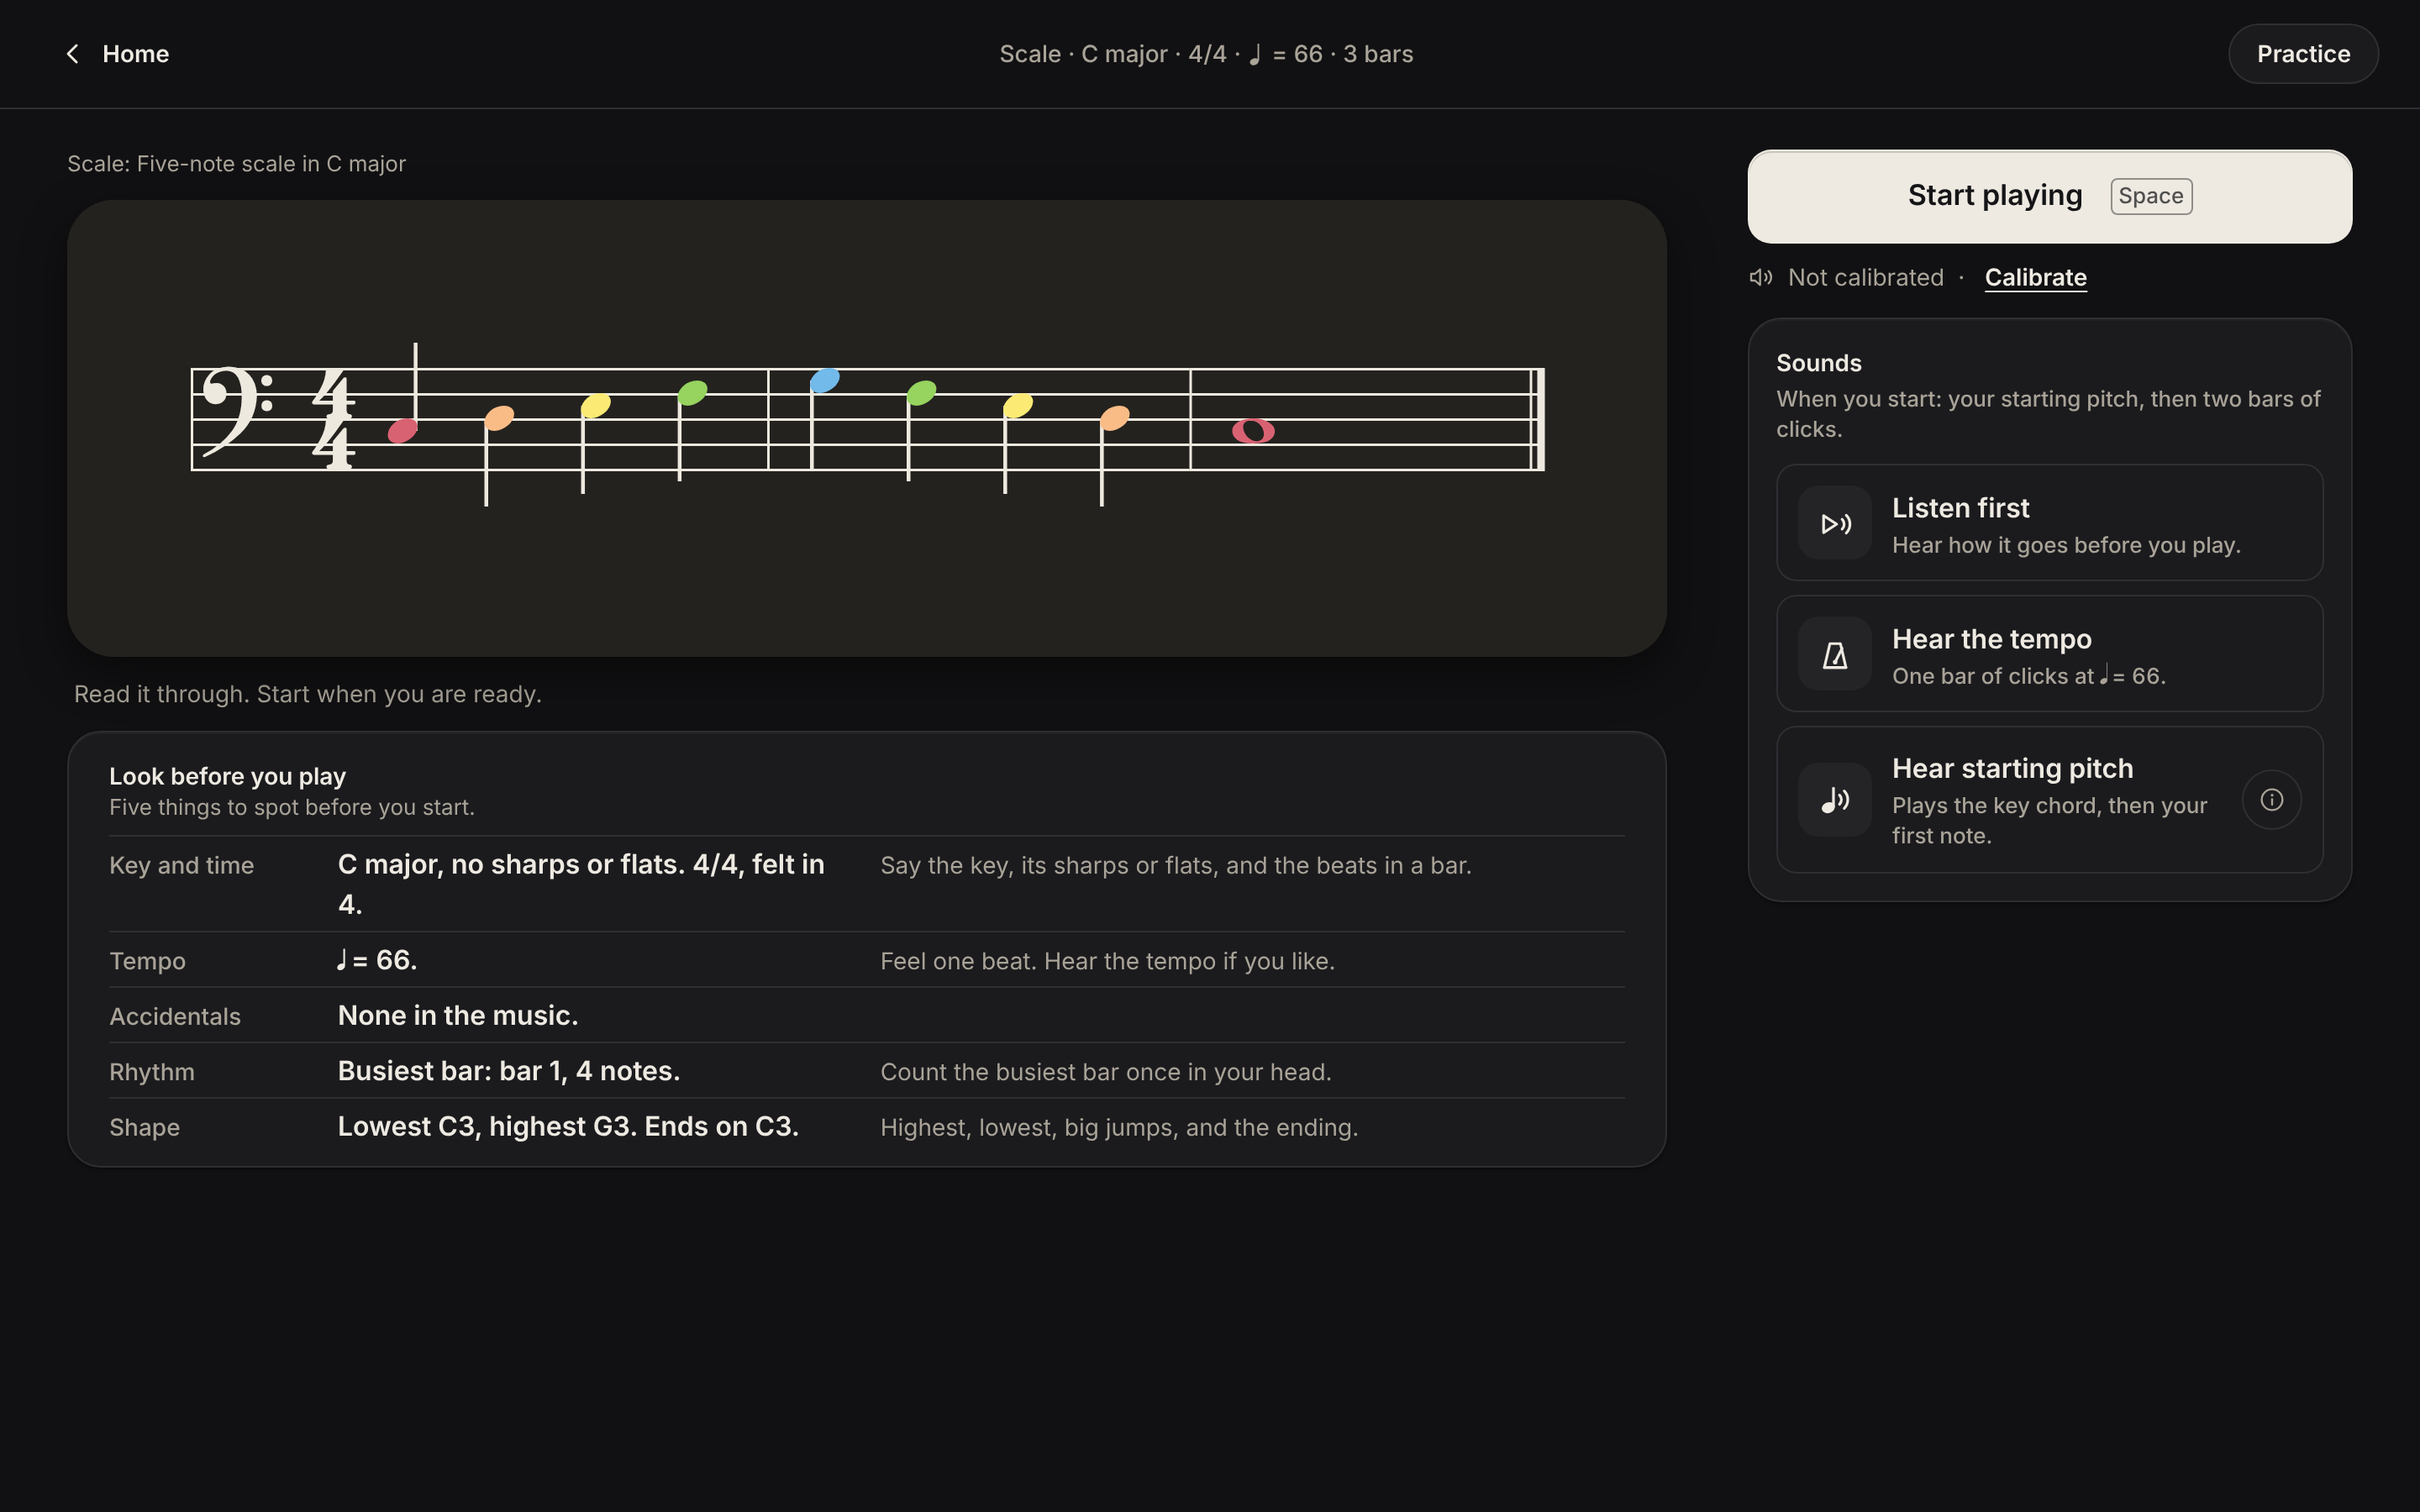 Home
Scale · C major · 4/4 · ♩ = 66 · 3 bars
Practice
Scale: Five-note scale in C major
4
4
Read it through. Start when you are ready.
Look before you play
Five things to spot before you start.
Key and time
C major, no sharps or flats. 4/4, felt in
4.
Say the key, its sharps or flats, and the beats in a bar.
Tempo
♩ = 66.
Feel one beat. Hear the tempo if you like.
Accidentals
None in the music.
Rhythm
Busiest bar: bar 1, 4 notes.
Count the busiest bar once in your head.
Shape
Lowest C3, highest G3. Ends on C3.
Highest, lowest, big jumps, and the ending.
Start playing Space
Not calibrated · Calibrate
Sounds
When you start: your starting pitch, then two bars of
clicks.
Listen first
Hear how it goes before you play.
Hear the tempo
One bar of clicks at ♩ = 66.
Hear starting pitch
Plays the key chord, then your
first note.